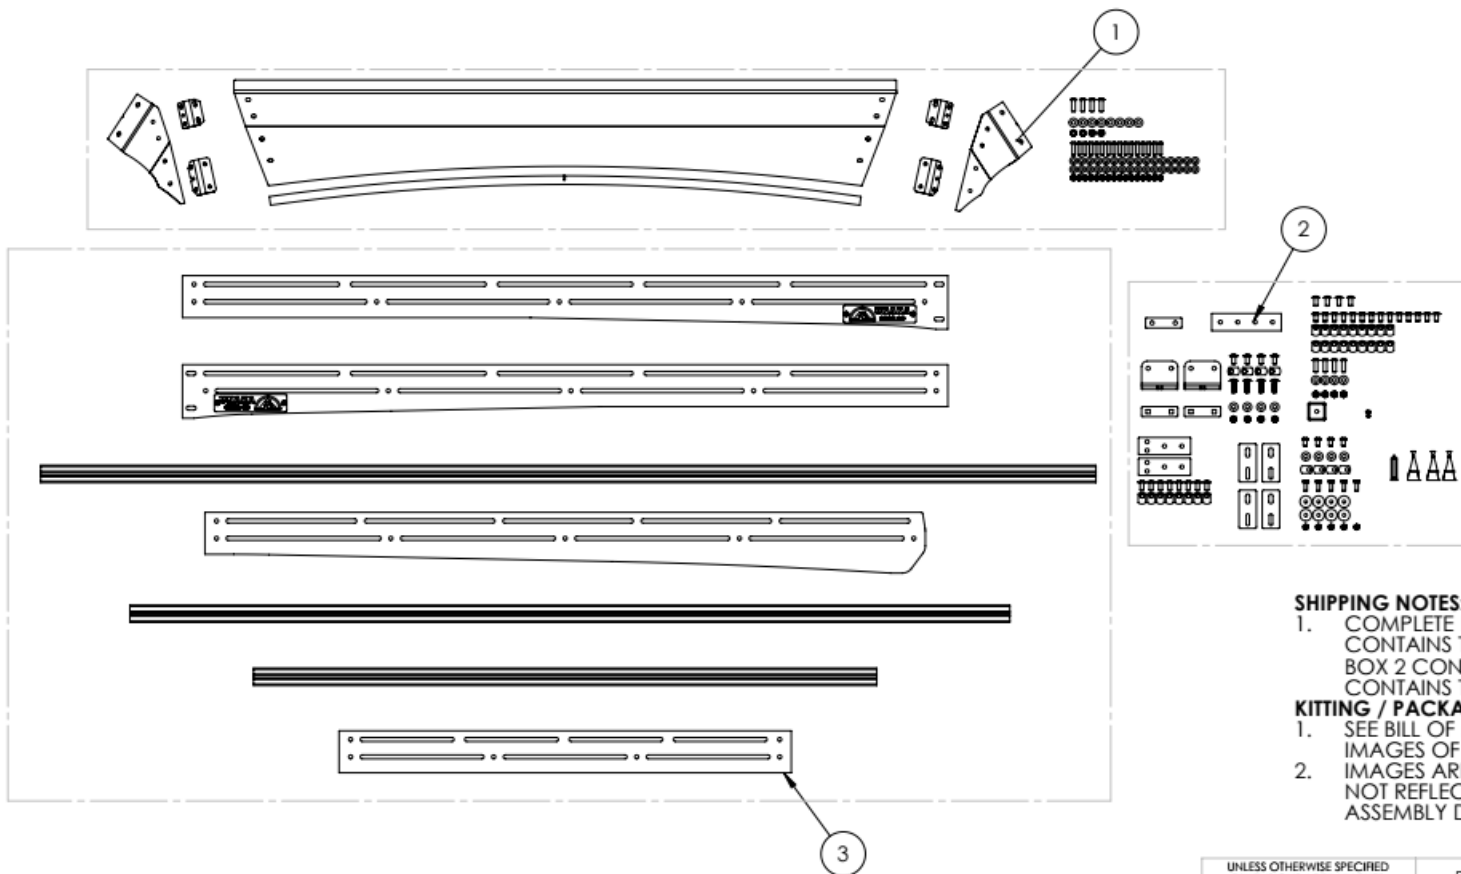 1
2
3
SHIPPING NOTES:
1. COMPLETE
CONTAINS
BOX 2 CON
CONTAINS
KITTING / PACKA
1. SEE BILL OF
IMAGES OF
2. IMAGES AR
NOT REFLEC
ASSEMBLY
UNLESS OTHERWISE SPECIFIED